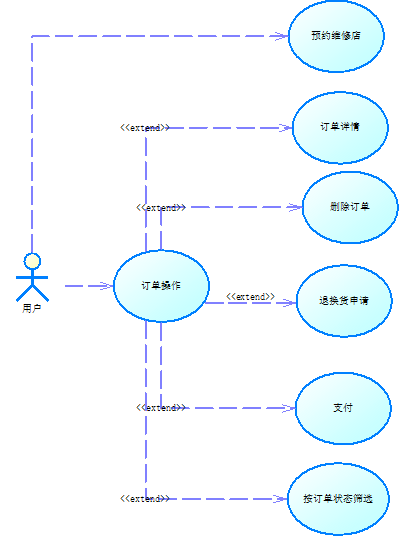 预约维修店
<<extend>>
订单详情
<<extend>>
删除订单
订单操作
<<extend>>
退换货申请
用户
<<extend>>
支付
<<extend>>
按订单状态筛选